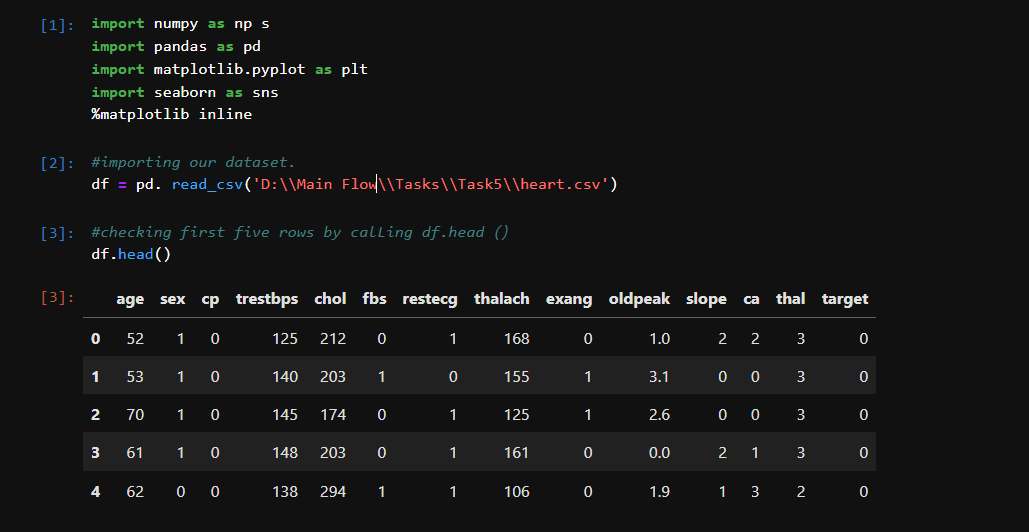 [1]: import numpy as np s
import pandas as pd
import matplotlib.pyplot as plt
import seaborn as sns
%matplotlib inline
[2]: #importing our dataset.
df = pd. read_csv('D:\\Main Flow\\Tasks\\Task5\\heart.csv')
[3]: #checking first five rows by calling df.head ()
df.head()
[3]: age sex cp trestbps chol fbs restecg thalach exang oldpeak slope ca thal target
0 52 1 0 125 212 0 1 168 0 1.0 2 2 3 0
1 53 1 0 140 203 1 0 155 1 3.1 0 0 3 0
2 70 1 0 145 174 0 1 125 1 2.6 0 0 3 0
3 61 1 0 148 203 0 1 161 0 0.0 2 1 3 0
4 62 0 0 138 294 1 1 106 0 1.9 1 3 2 0